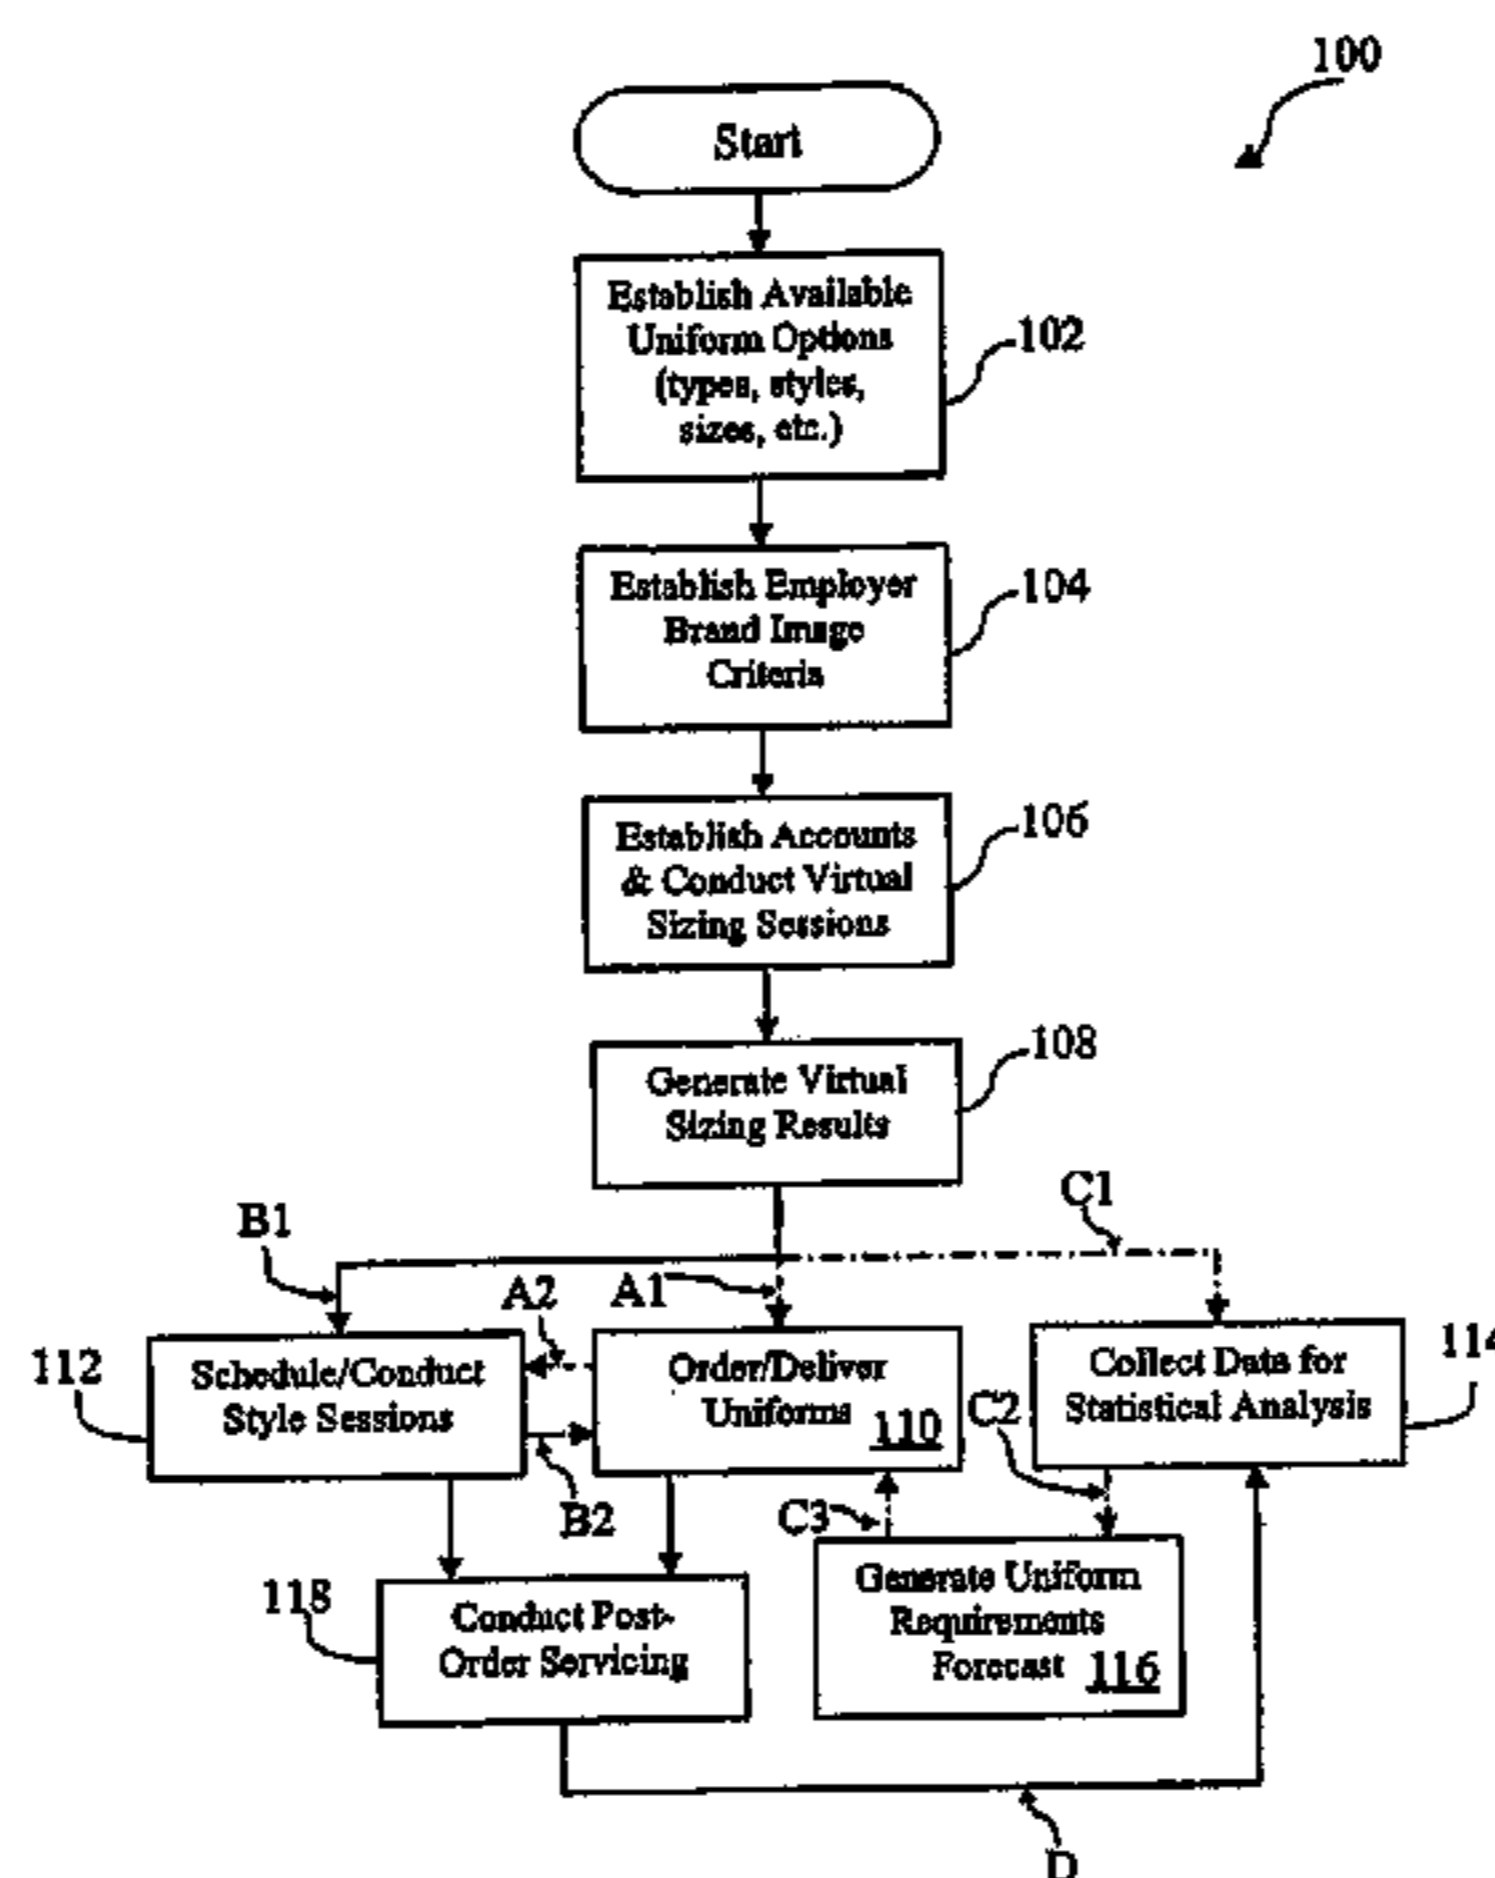 100
Start
Establish Available
Uniform Options
(types, styles,
sizes, etc.)
102
Establish Employer
Brand Image
Criteria
104
Establish Accounts
& Conduct Virtual
Sizing Sessions
106
Generate Virtual
Sizing Results
108
B1
A2
A1
C1
112
Schedule/Conduct
Style Sessions
Order/Deliver
Uniforms
110
Collect Data for
Statistical Analysis
114
B2
C3
C2
118
Conduct Post-
Order Servicing
Generate Uniform
Requirements
Forecast 116
D